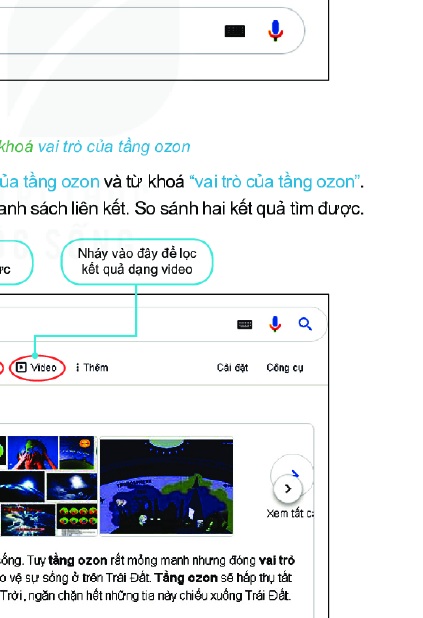 khoá vai trò của tầng ozon
ủa tầng ozon và từ khoá “vai trò của tầng ozon”.
anh sách liên kết. So sánh hai kết quả tìm được.
Nháy vào đây để lọc
kết quả dạng video
Video
Thêm
Cài đặt
Công cụ
Xem tất cả
sống. Tuy tầng ozon rất mỏng manh nhưng đóng vai trò
o vệ sự sống ở trên Trái Đất. Tầng ozon sẽ hấp thụ tất
Trời, ngăn chặn hết những tia này chiếu xuống Trái Đất.